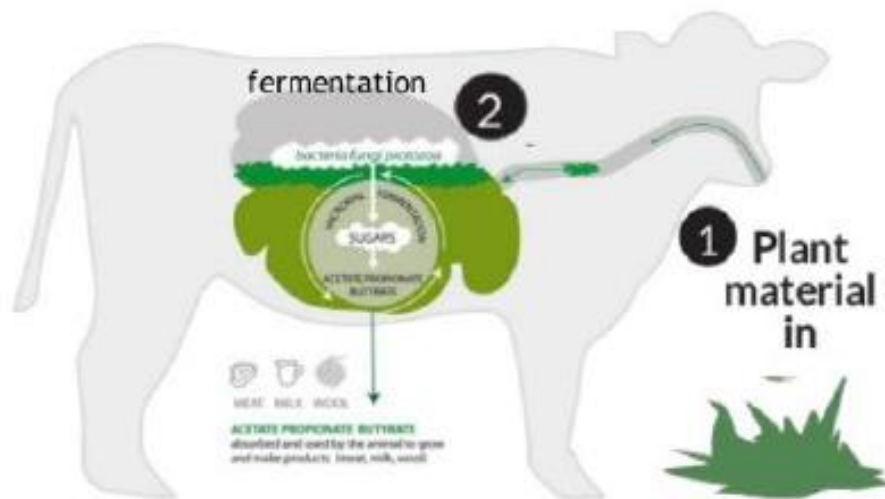 fermentation
2
bacteria fungi protozoa
MICROBIAL FERMENTATION
SUGARS
ACETATE PROPIONATE
BUTYRATE
1
Plant
material
in
MEAT MILK WOOL
ACETATE PROPIONATE BUTYRATE
absorbed and used by the animal to grow
and make products (meat, milk, wool)